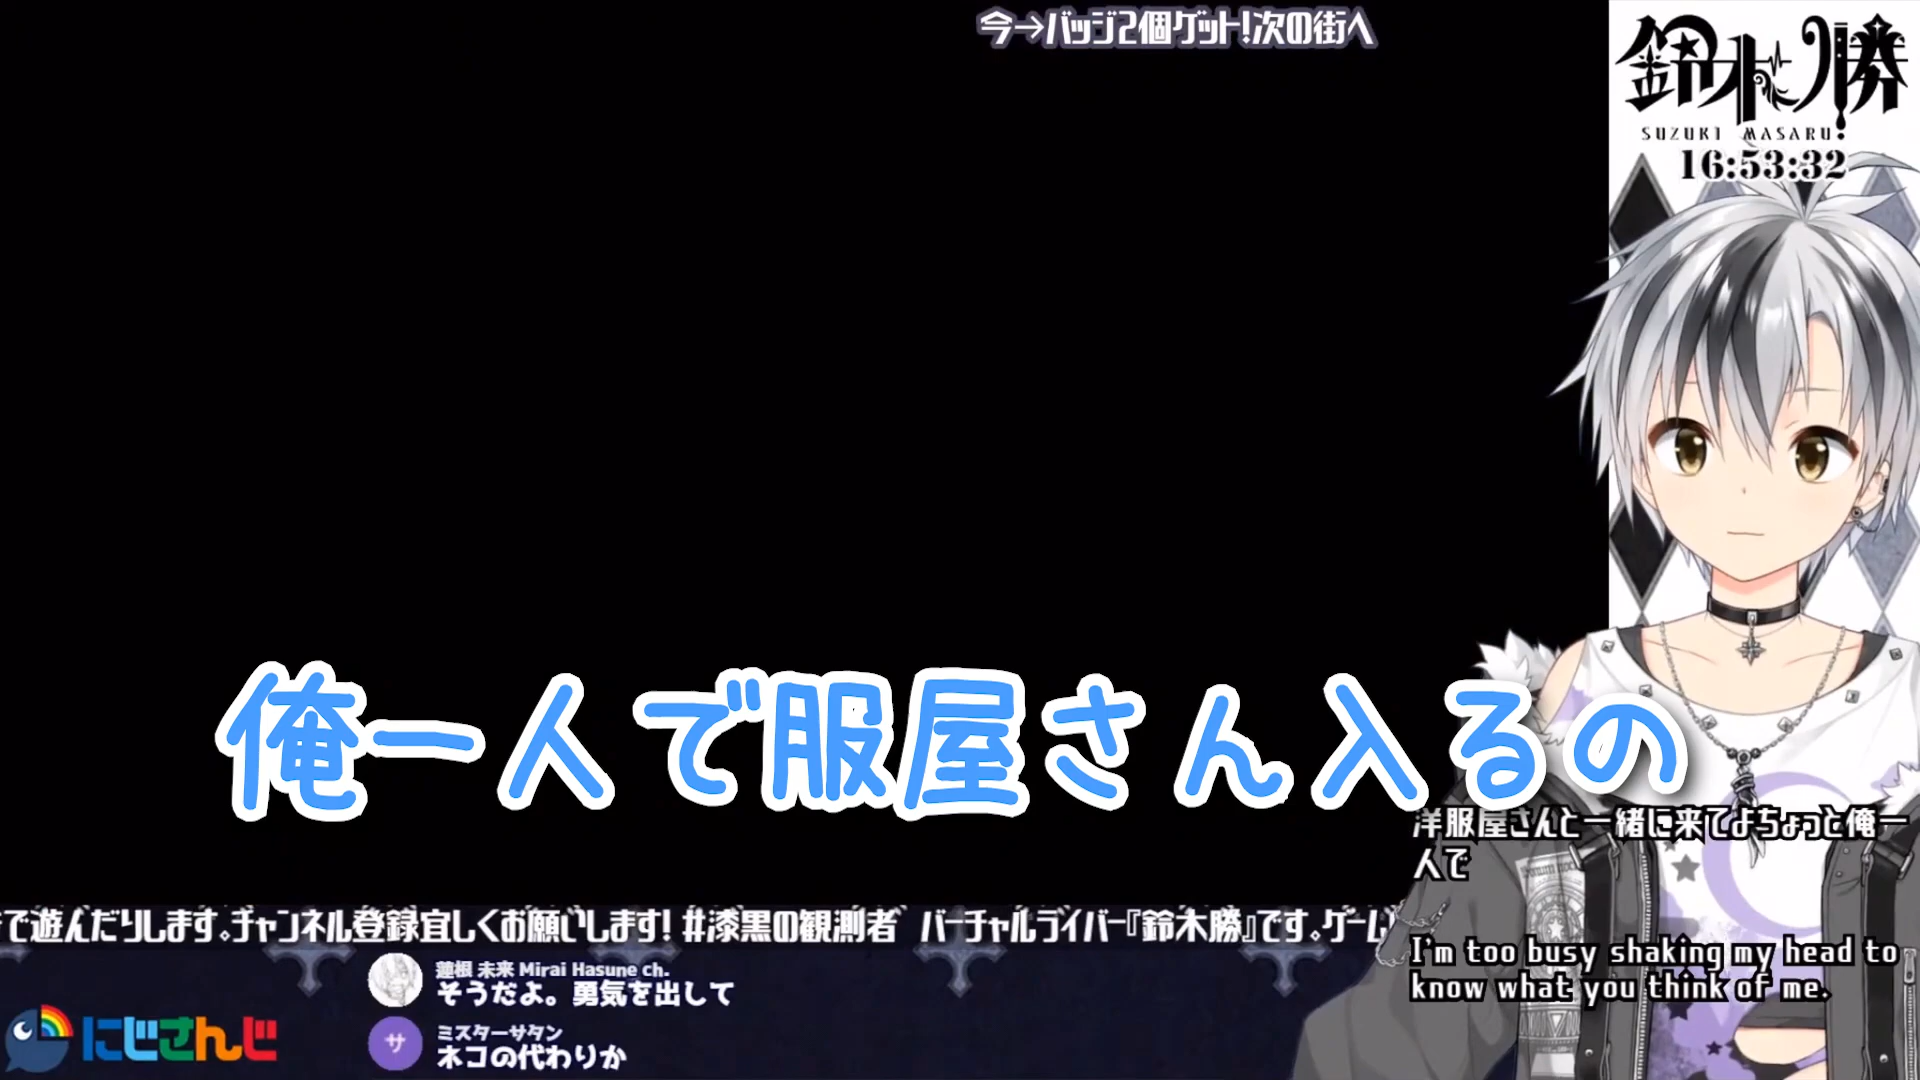 今→バッジ2個ゲット!次の街へ
鈴木勝
SUZUKI MASARU
16:53:32
俺一人で服屋さん入るの
洋服屋さんと一緒に来てよちょっと俺一
人で
I'm too busy shaking my head to
know what you think of me.
で遊んだりします。チャンネル登録宜しくお願いします! #漆黒の観測者 バーチャルライバー『鈴木勝』です。ゲーム
蓮根 未来 Mirai Hasune ch.
そうだよ。勇気を出して
サ
ミスターサタン
ネコの代わりか
にじさんじ